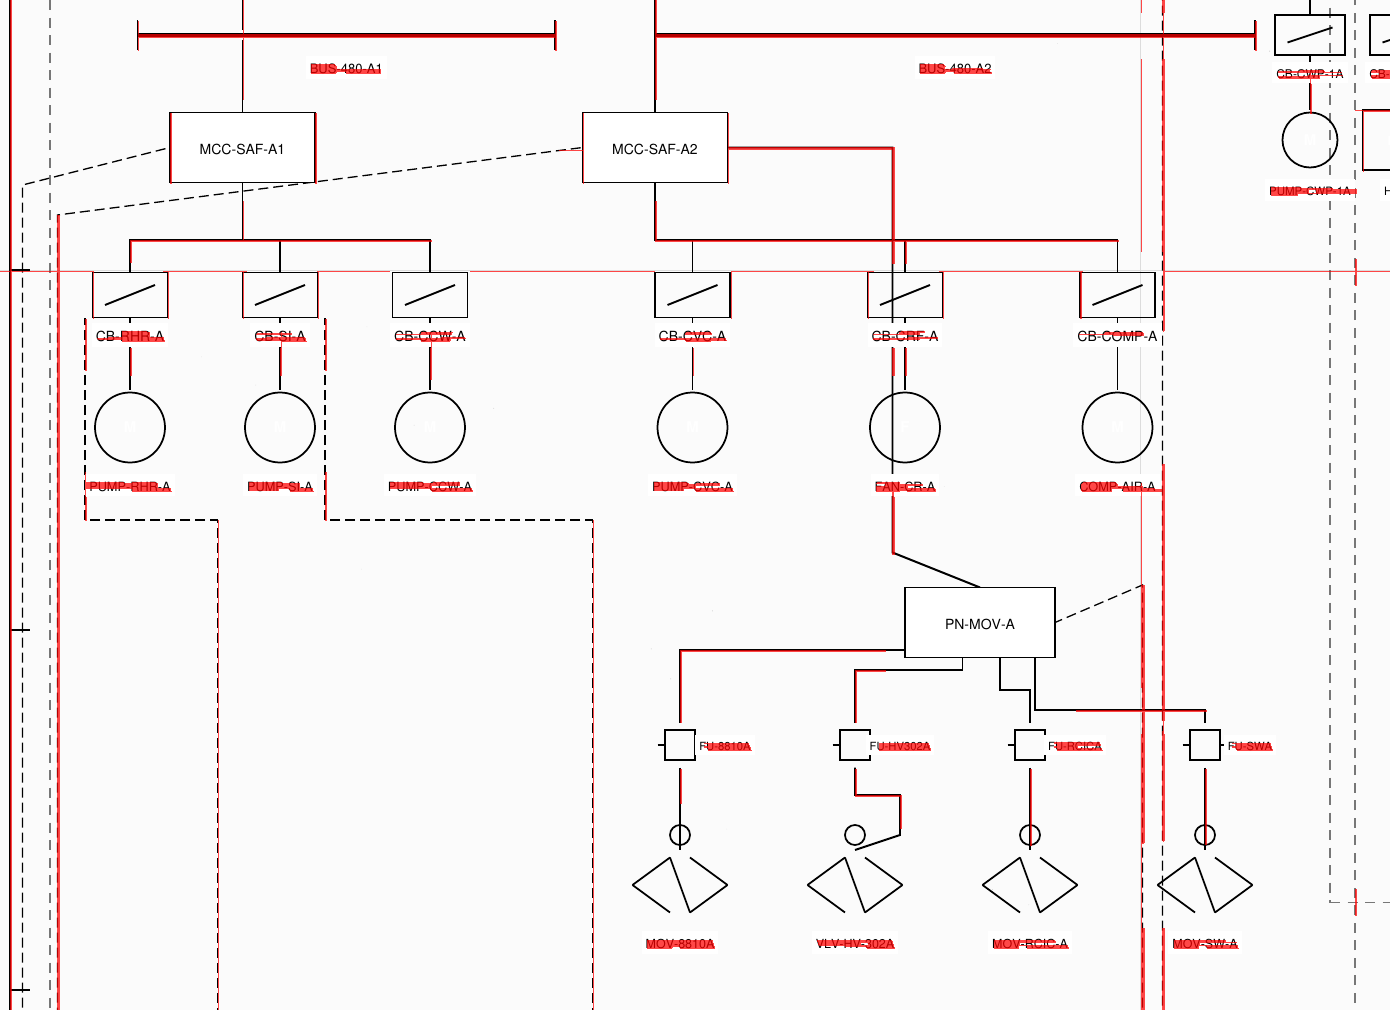 BUS-480-A1
BUS-480-A2
CB-CWP-1A
CB-
MCC-SAF-A1
MCC-SAF-A2
PUMP-CWP-1A
H
CB-RHR-A
CB-SI-A
CB-CCW-A
CB-CVC-A
CB-CRF-A
CB-COMP-A
PUMP-RHR-A
PUMP-SI-A
PUMP-CCW-A
PUMP-CVC-A
FAN-CR-A
COMP-AIR-A
PN-MOV-A
FU-8810A
FU-HV302A
FU-RCICA
FU-SWA
MOV-8810A
VLV-HV-302A
MOV-RCIC-A
MOV-SW-A